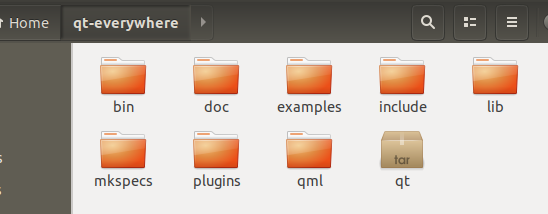 Home qt-everywhere
bin doc examples include lib
mkspecs plugins qml tar qt